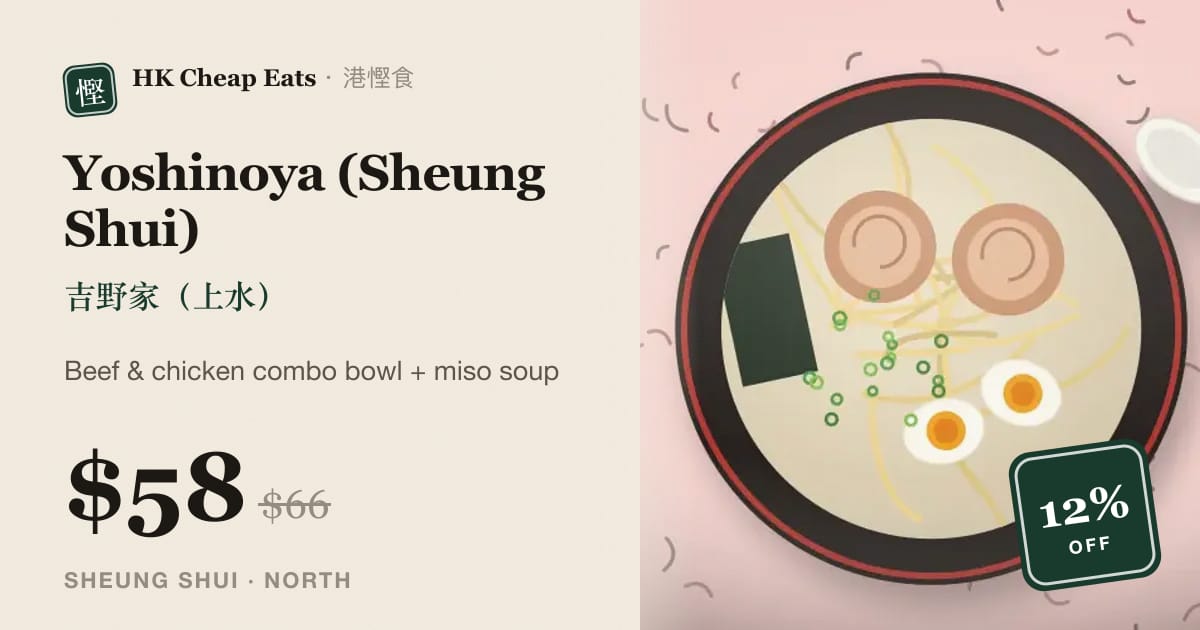 慳
HK Cheap Eats · 港慳食
Yoshinoya (Sheung
Shui)
吉野家（上水）
Beef & chicken combo bowl + miso soup
$58 $66
SHEUNG SHUI · NORTH
12%
OFF